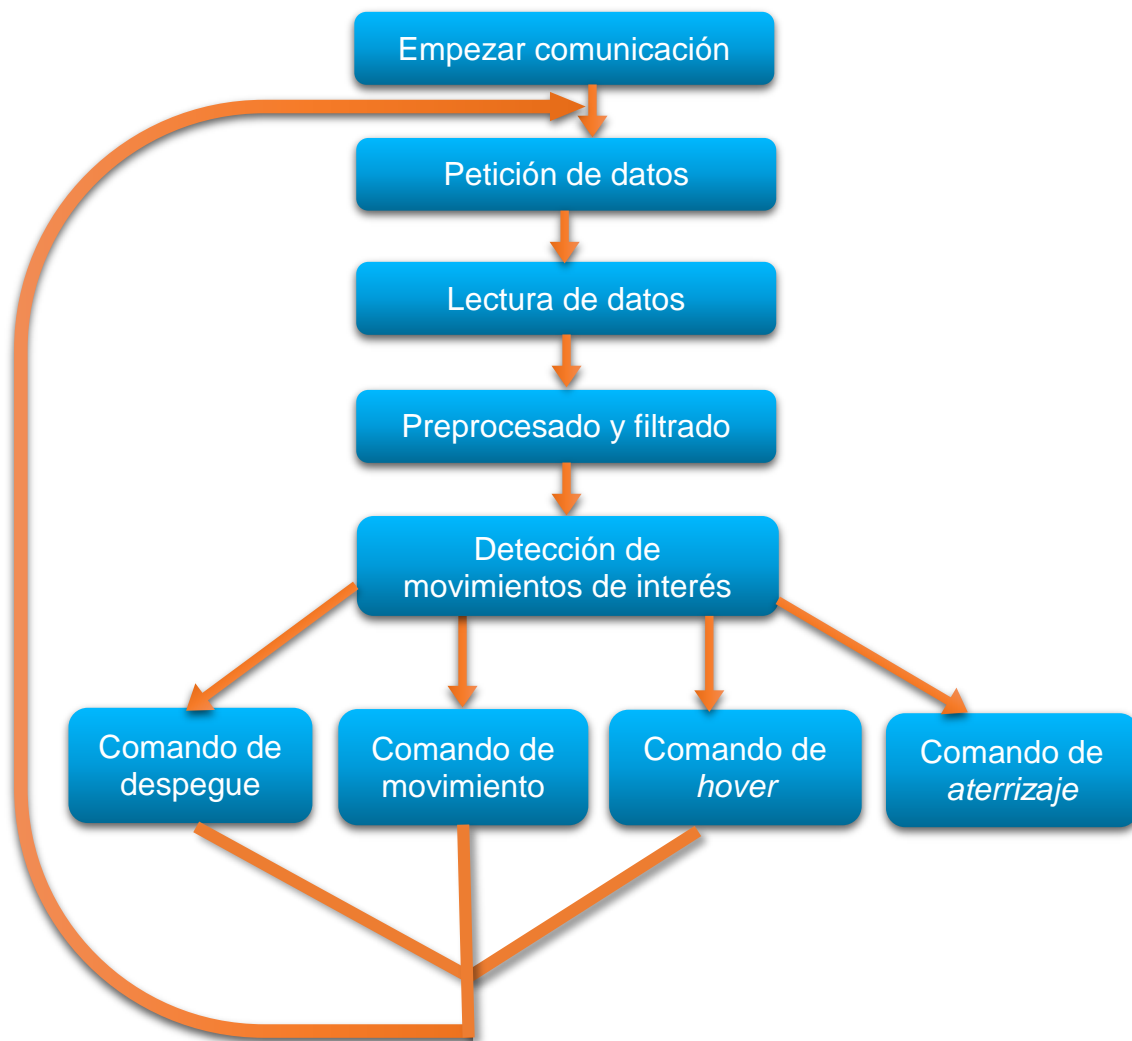 Empezar comunicación
Petición de datos
Lectura de datos
Preprocesado y filtrado
Detección de
movimientos de interés
Comando de
despegue
Comando de
movimiento
Comando de
hover
Comando de
aterrizaje